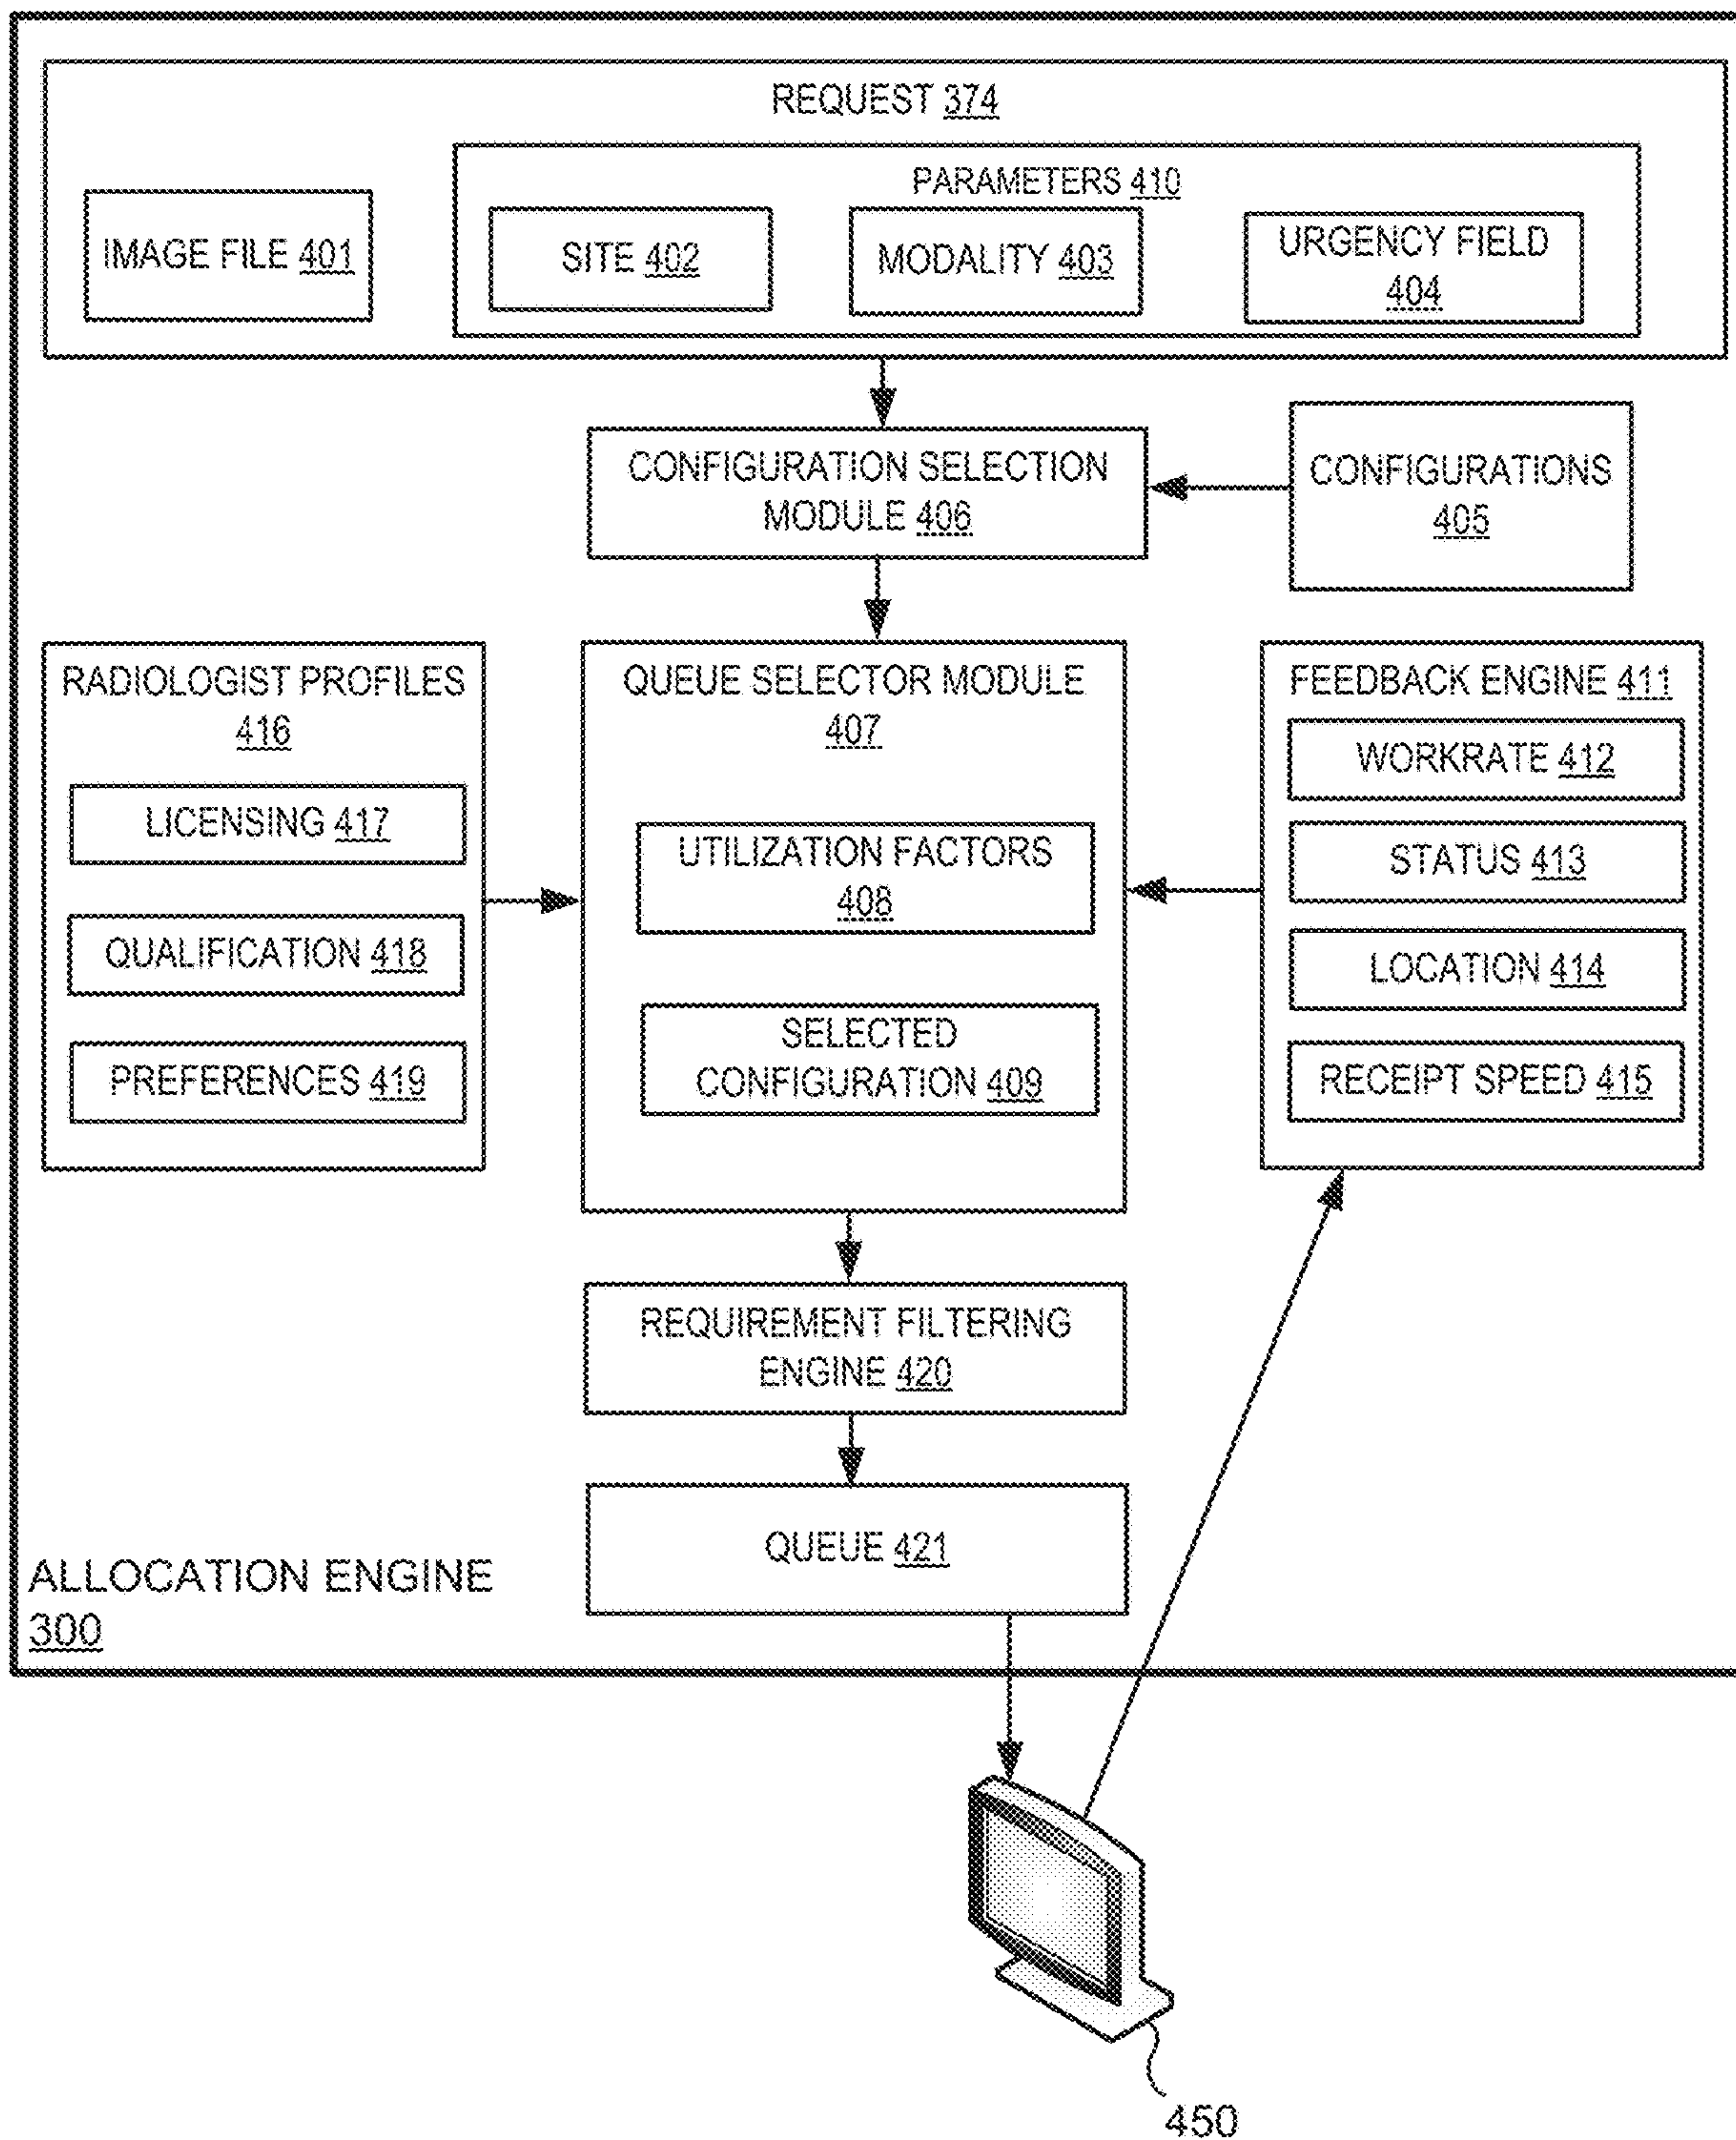 REQUEST 374
PARAMETERS 410
IMAGE FILE 401
SITE 402
MODALITY 403
URGENCY FIELD
404
CONFIGURATION SELECTION
MODULE 406
CONFIGURATIONS
405
RADIOLOGIST PROFILES
416
LICENSING 417
QUALIFICATION 418
PREFERENCES 419
QUEUE SELECTOR MODULE
407
UTILIZATION FACTORS
408
SELECTED
CONFIGURATION 409
FEEDBACK ENGINE 411
WORKRATE 412
STATUS 413
LOCATION 414
RECEIPT SPEED 415
REQUIREMENT FILTERING
ENGINE 420
QUEUE 421
ALLOCATION ENGINE
300
450